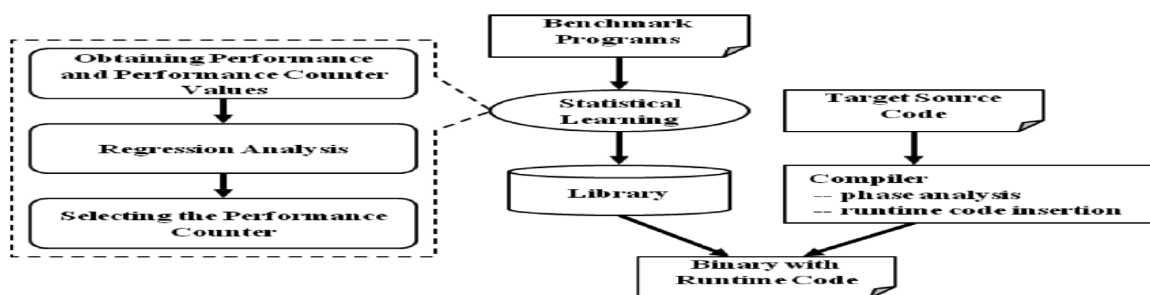 Benchmark
Programs
Obtaining Performance
and Performance Counter
Values
Statistical
Learning
Target Source
Code
Regression Analysis
Library
Compiler
-- phase analysis
-- runtime code insertion
Selecting the Performance
Counter
Binary with
Runtime Code